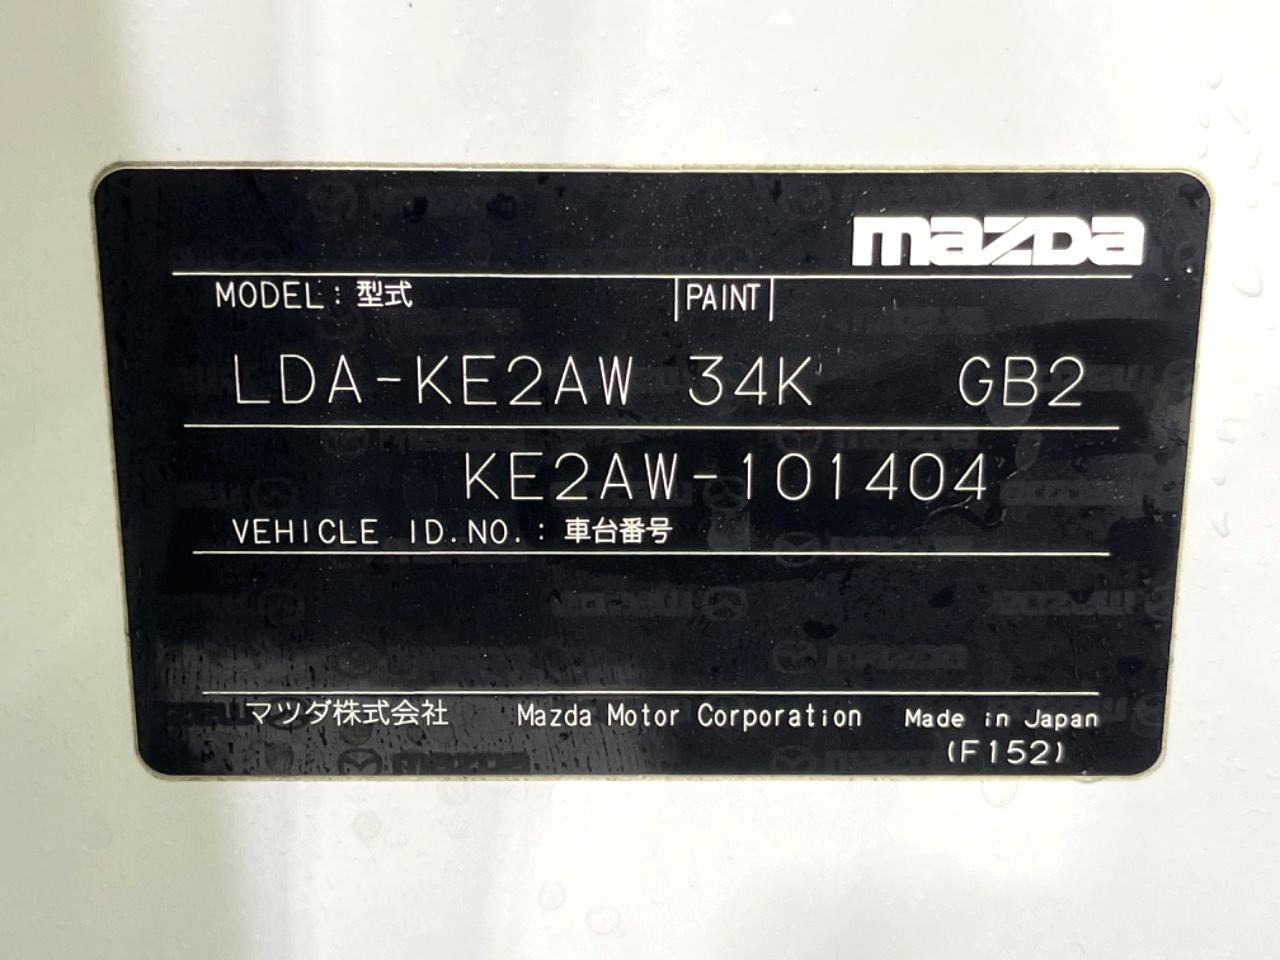 mazda
MODEL: 型式 PAINT
LDA-KE2AW 34K GB2
KE2AW-101404
VEHICLE ID.NO.: 車台番号
マツダ株式会社 Mazda Motor Corporation Made in Japan
(F152)